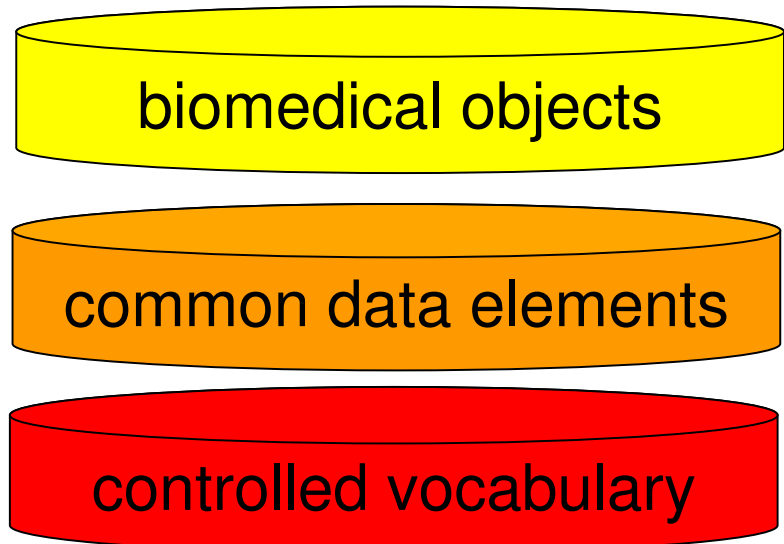 biomedical objects
common data elements
controlled vocabulary